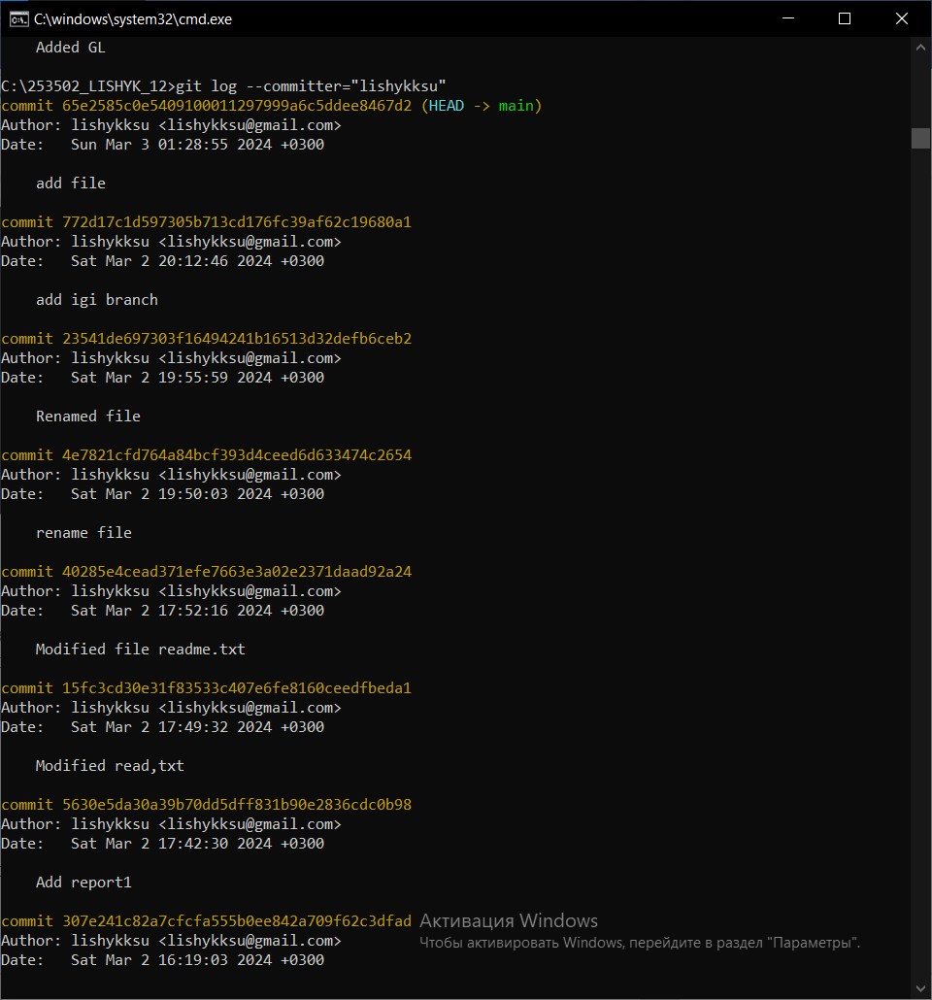 C:\windows\system32\cmd.exe
Added GL
C:\253502_LISHYK_12>git log --committer="lishykksu"
commit 65e2585c0e5409100011297999a6c5ddee8467d2 (HEAD -> main)
Author: lishykksu <lishykksu@gmail.com>
Date:   Sun Mar 3 01:28:55 2024 +0300
add file
commit 772d17c1d597305b713cd176fc39af62c19680a1
Author: lishykksu <lishykksu@gmail.com>
Date:   Sat Mar 2 20:12:46 2024 +0300
add igi branch
commit 23541de697303f16494241b16513d32defb6ceb2
Author: lishykksu <lishykksu@gmail.com>
Date:   Sat Mar 2 19:55:59 2024 +0300
Renamed file
commit 4e7821cfd764a84bcf393d4ceed6d633474c2654
Author: lishykksu <lishykksu@gmail.com>
Date:   Sat Mar 2 19:50:03 2024 +0300
rename file
commit 40285e4cead371efe7663e3a02e2371daad92a24
Author: lishykksu <lishykksu@gmail.com>
Date:   Sat Mar 2 17:52:16 2024 +0300
Modified file readme.txt
commit 15fc3cd30e31f83533c407e6fe8160ceedfbeda1
Author: lishykksu <lishykksu@gmail.com>
Date:   Sat Mar 2 17:49:32 2024 +0300
Modified read,txt
commit 5630e5da30a39b70dd5dff831b90e2836cdc0b98
Author: lishykksu <lishykksu@gmail.com>
Date:   Sat Mar 2 17:42:30 2024 +0300
Add report1
commit 307e241c82a7cfcfa555b0ee842a709f62c3dfad
Author: lishykksu <lishykksu@gmail.com>
Date:   Sat Mar 2 16:19:03 2024 +0300
Активация Windows
Чтобы активировать Windows, перейдите в раздел "Параметры".